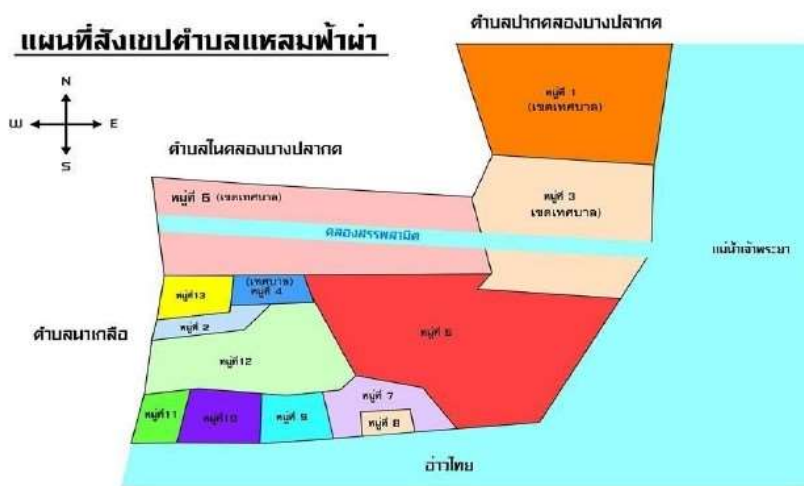 ตำบลปากคลองบางปลากด
แผนที่สังเขปตำบลแหลมฟ้าผ่า
N
W E
S
หมู่ที่ 1
(เขตเทศบาล)
ตำบลในคลองบางปลากด
หมู่ที่ 5 (เขตเทศบาล)
หมู่ที่ 3
เขตเทศบาล)
คลองสรรพสามิต
แม่น้ำเจ้าพระยา
(เทศบาล)
หมู่ที่ 4
หมู่ที่13
หมู่ที่ 2
ตำบลนาเกลือ
หมู่ที่ 6
หมู่ที่12
หมู่ที่ 7
หมู่ที่11
หมู่ที่10
หมู่ที่ 9
หมู่ที่ 8
อ่าวไทย